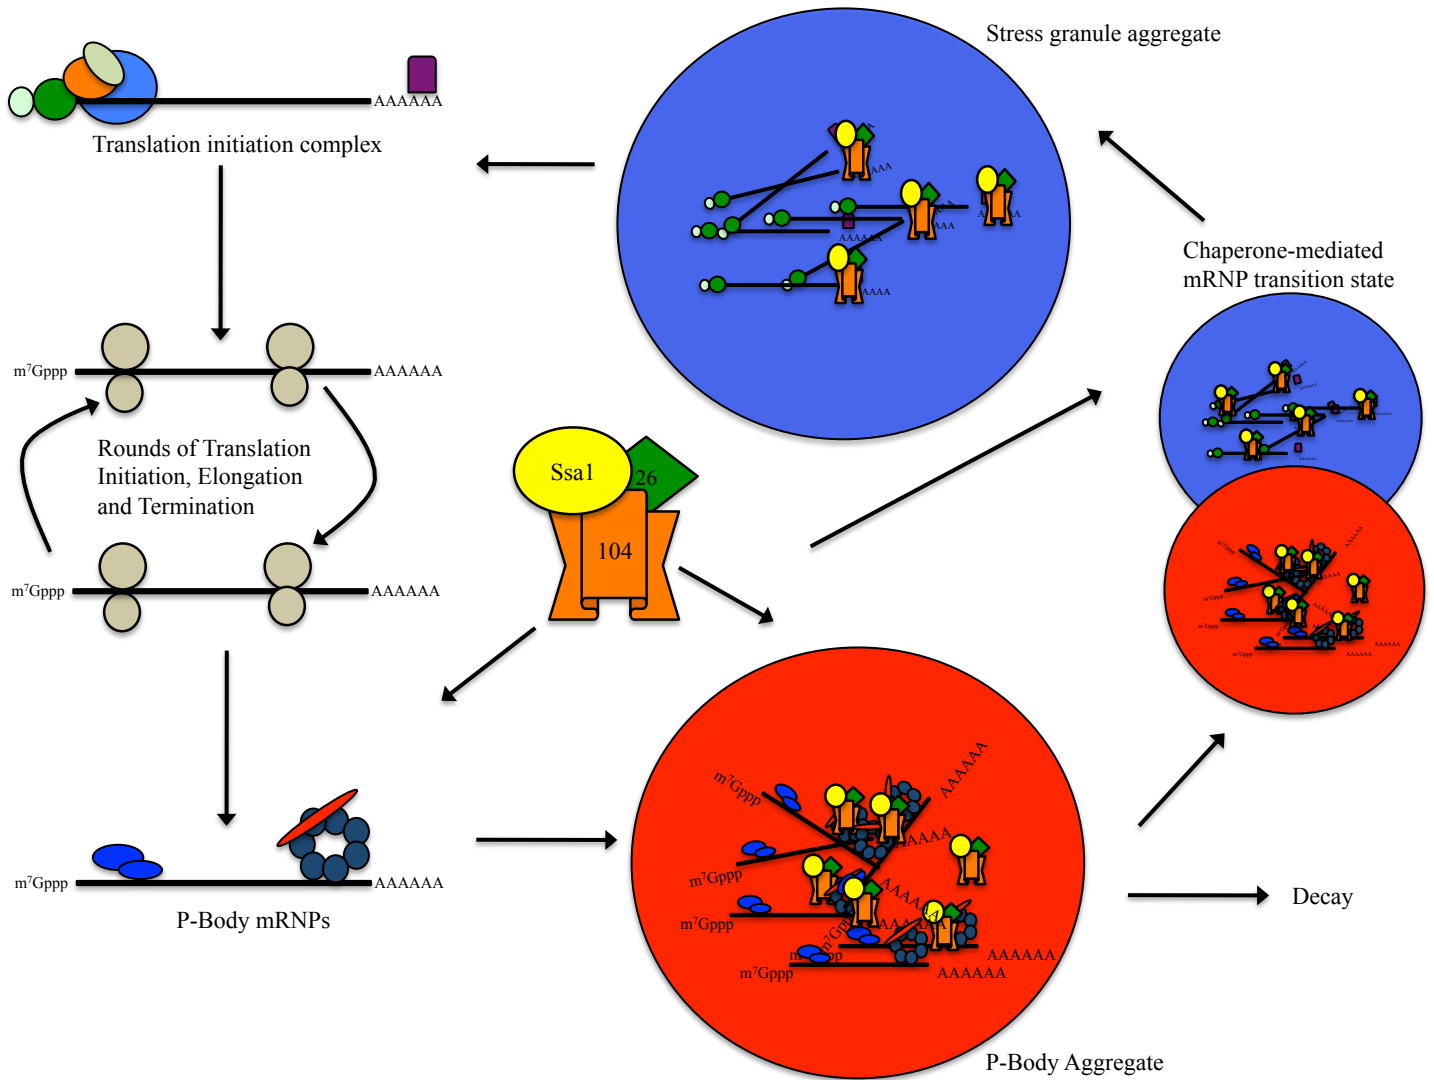 Stress granule aggregate
AAAAAA
Translation initiation complex
Chaperone-mediated
mRNP transition state
m⁷Gppp
AAAAAA
Rounds of Translation
Initiation, Elongation
and Termination
Ssa1
26
104
m⁷Gppp
AAAAAA
m⁷Gppp
AAAAAA
P-Body mRNPs
m⁷Gppp
AAAAAA
m⁷Gppp
AAAAA
AAAAAA
m⁷Gppp
AAAAAA
m⁷Gppp
AAAAAA
m⁷Gppp
AAAAAA
Decay
P-Body Aggregate